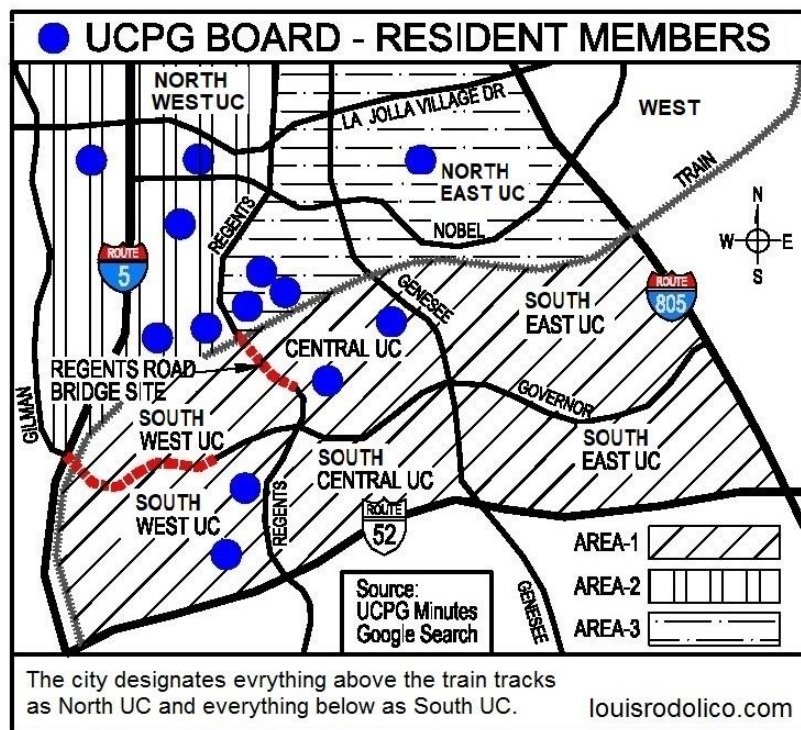 UCPG BOARD - RESIDENT MEMBERS
NORTH
WEST UC
LA JOLLA VILLAGE DR
WEST
NORTH
EAST UC
TRAIN
REGENTS
NOBEL
N
W E
S
ROUTE
5
GENESEE
ROUTE
805
SOUTH
EAST UC
CENTRAL UC
REGENTS ROAD
BRIDGE SITE
GILMAN
SOUTH
WEST UC
GOVERNOR
SOUTH
EAST UC
SOUTH
CENTRAL UC
SOUTH
WEST UC
REGENTS
ROUTE
52
AREA-1
AREA-2
AREA-3
Source:
UCPG Minutes
Google Search
GENESEE
The city designates evrything above the train tracks
as North UC and everything below as South UC.
louisrodolico.com